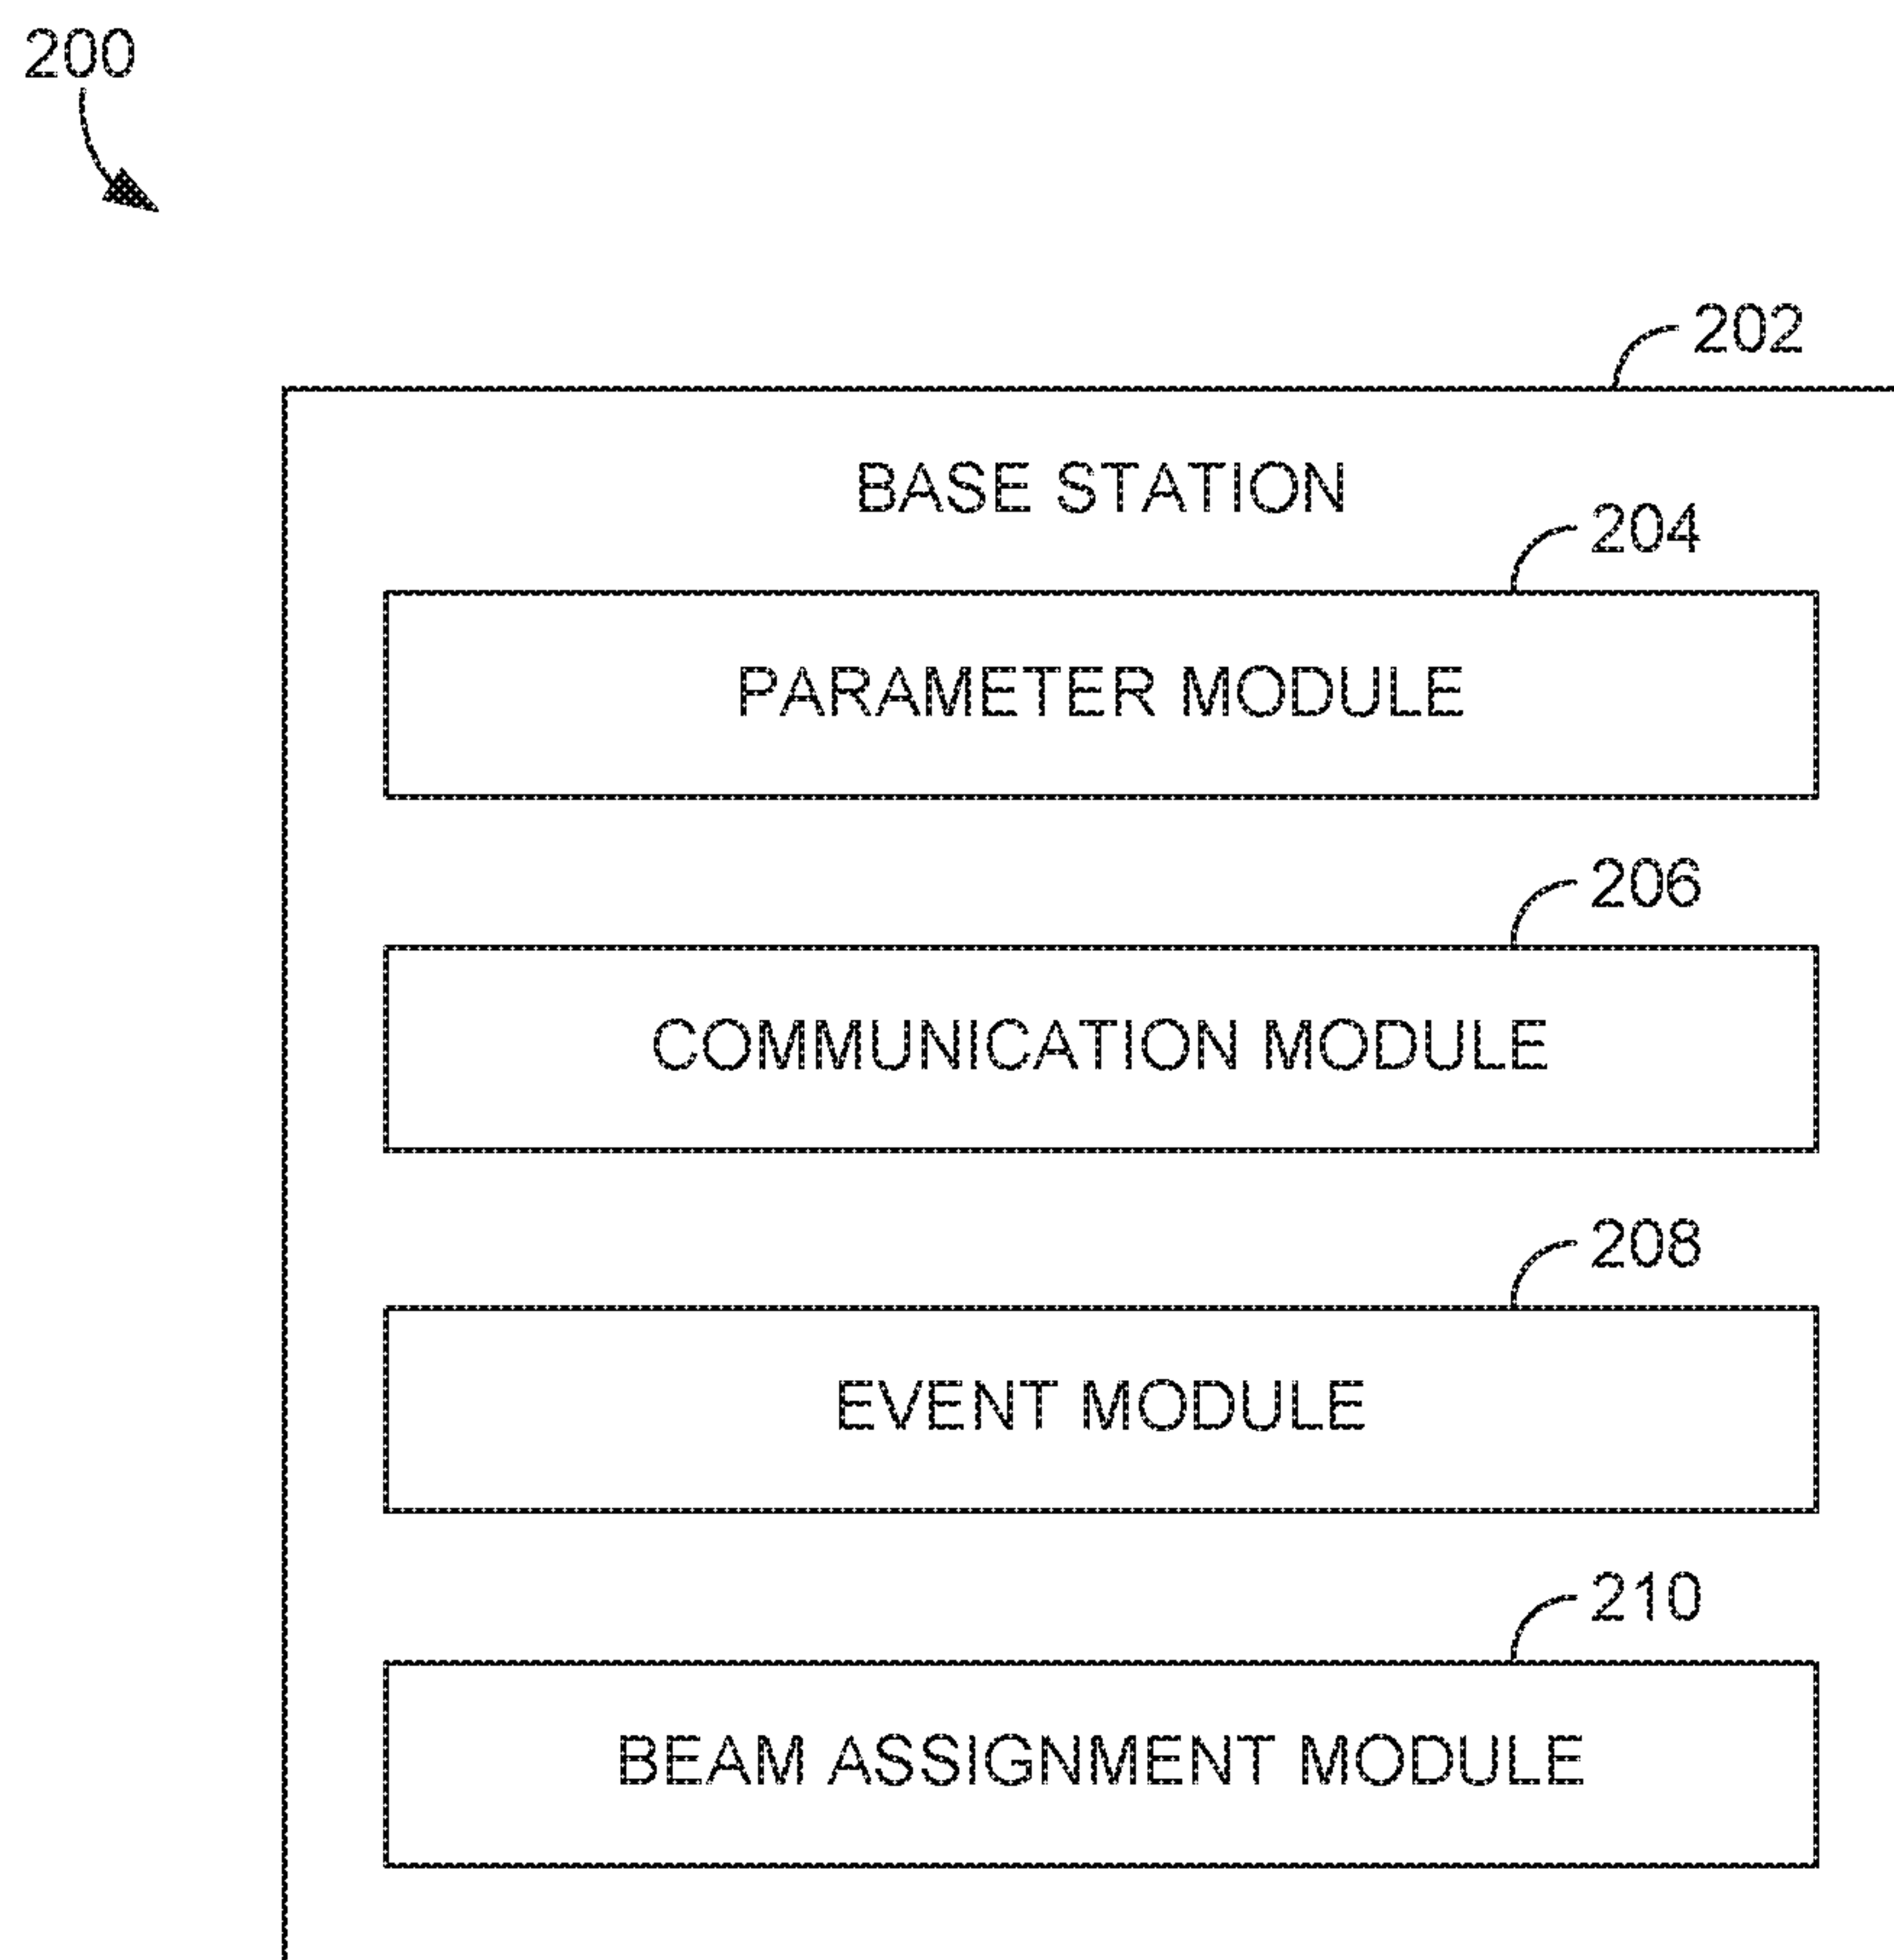 200
202
BASE STATION
204
PARAMETER MODULE
206
COMMUNICATION MODULE
208
EVENT MODULE
210
BEAM ASSIGNMENT MODULE